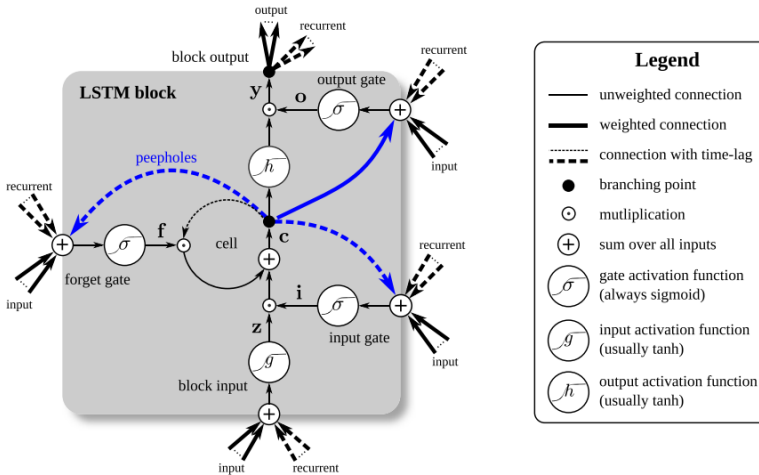 output
recurrent
block output
LSTM block
output gate
recurrent
y
o
σ
+
input
h
peepholes
recurrent
f
σ
+
cell
c
+
forget gate
input
recurrent
i
σ
+
z
input gate
input
g
block input
+
input
recurrent
Legend
unweighted connection
weighted connection
connection with time-lag
branching point
mutliplication
+
sum over all inputs
σ
gate activation function
(always sigmoid)
g
input activation function
(usually tanh)
h
output activation function
(usually tanh)